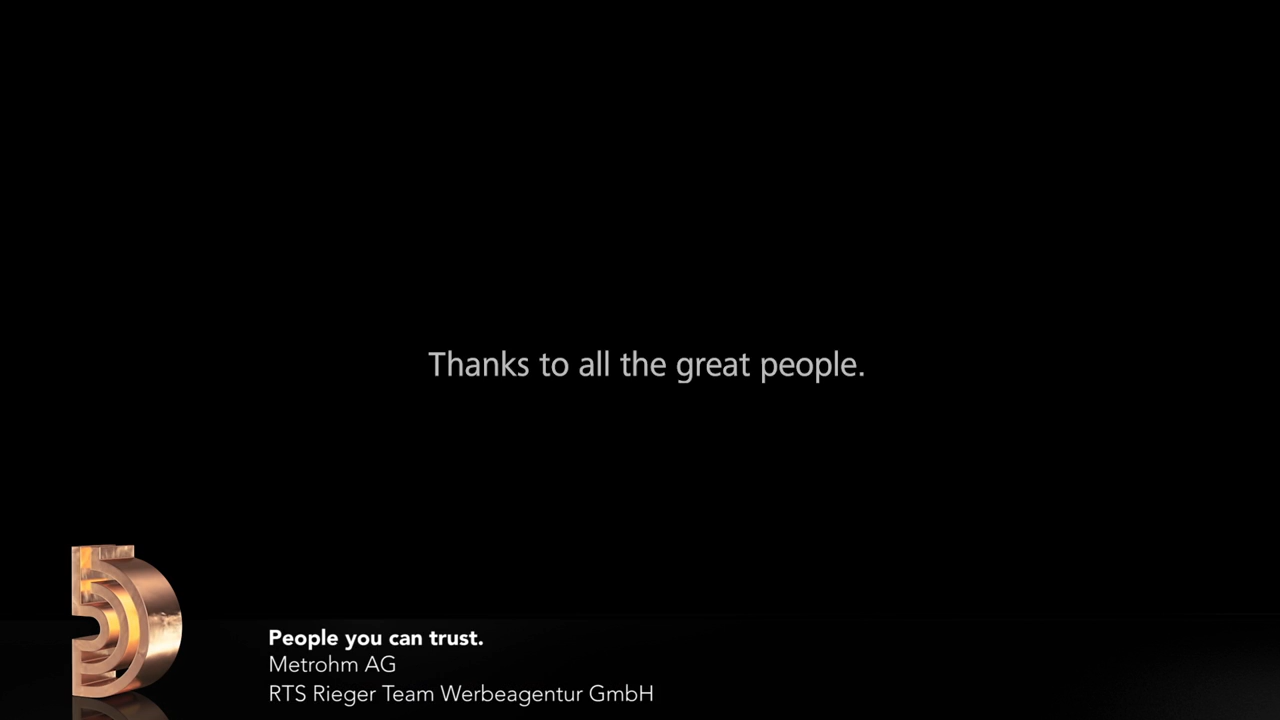 Thanks to all the great people.
People you can trust.
Metrohm AG
RTS Rieger Team Werbeagentur GmbH